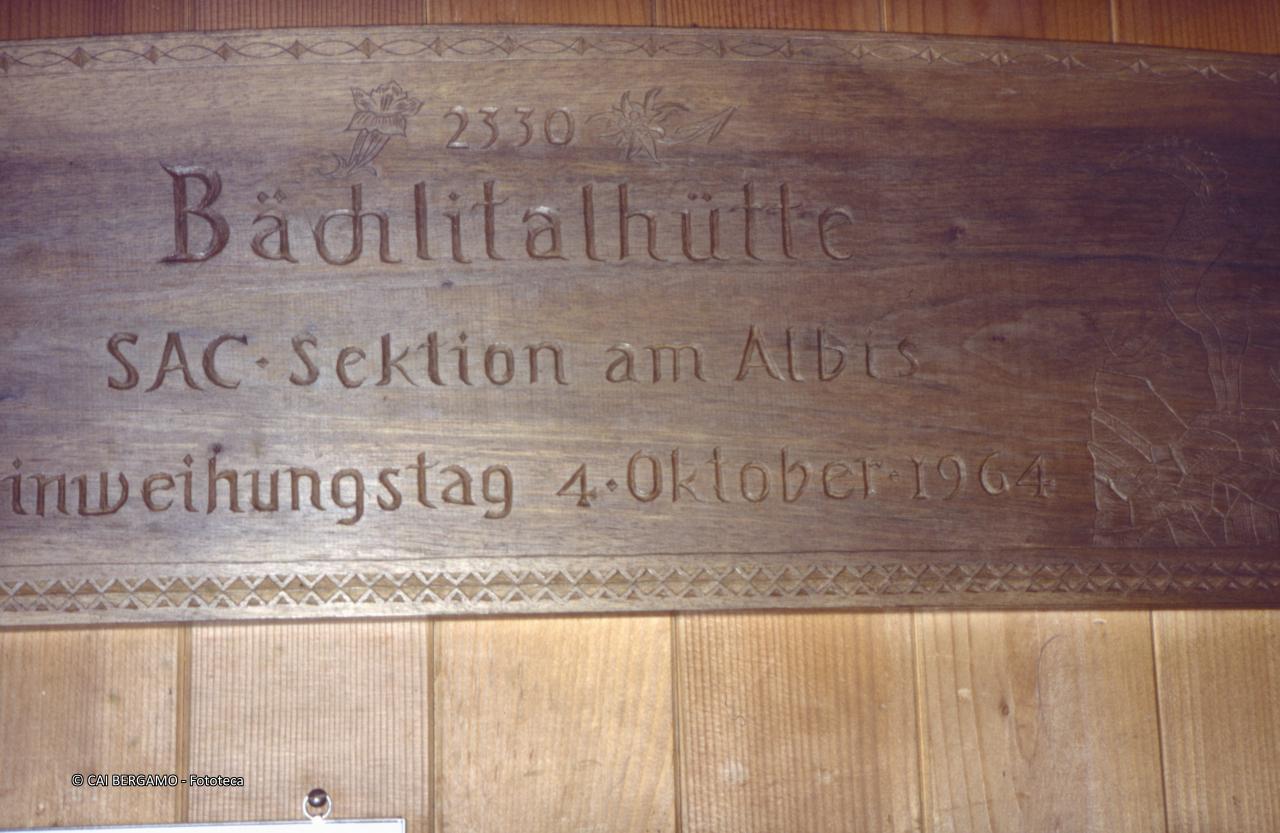 2330
Bächlitalhütte
SAC · Sektion am Albis
inweihungstag 4 · Oktober · 1964
© CAI BERGAMO - Fototeca